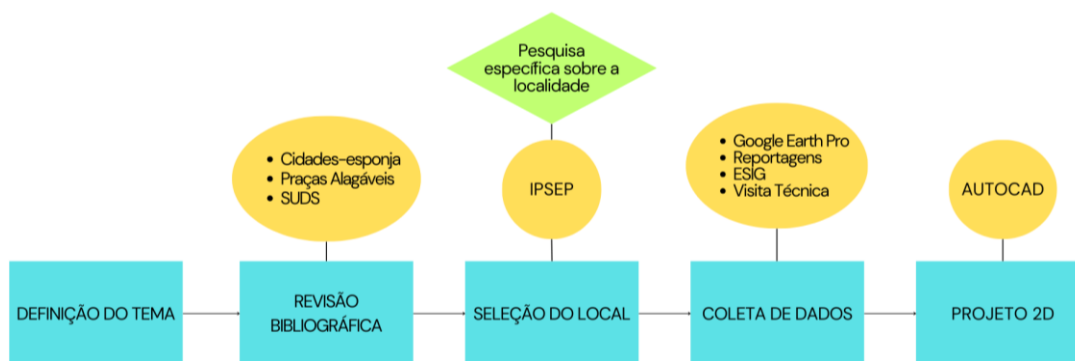 Pesquisa
específica sobre a
localidade
• Cidades-esponja
• Praças Alagáveis
• SUDS
IPSEP
• Google Earth Pro
• Reportagens
• ESIG
• Visita Técnica
AUTOCAD
DEFINIÇÃO DO TEMA
REVISÃO
BIBLIOGRÁFICA
SELEÇÃO DO LOCAL
COLETA DE DADOS
PROJETO 2D